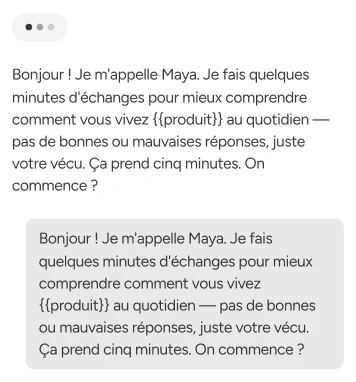 Bonjour ! Je m'appelle Maya. Je fais quelques
minutes d'échanges pour mieux comprendre
comment vous vivez {{produit}} au quotidien —
pas de bonnes ou mauvaises réponses, juste
votre vécu. Ça prend cinq minutes. On
commence ?
Bonjour ! Je m'appelle Maya. Je fais
quelques minutes d'échanges pour mieux
comprendre comment vous vivez
{{produit}} au quotidien — pas de bonnes
ou mauvaises réponses, juste votre vécu.
Ça prend cinq minutes. On commence ?